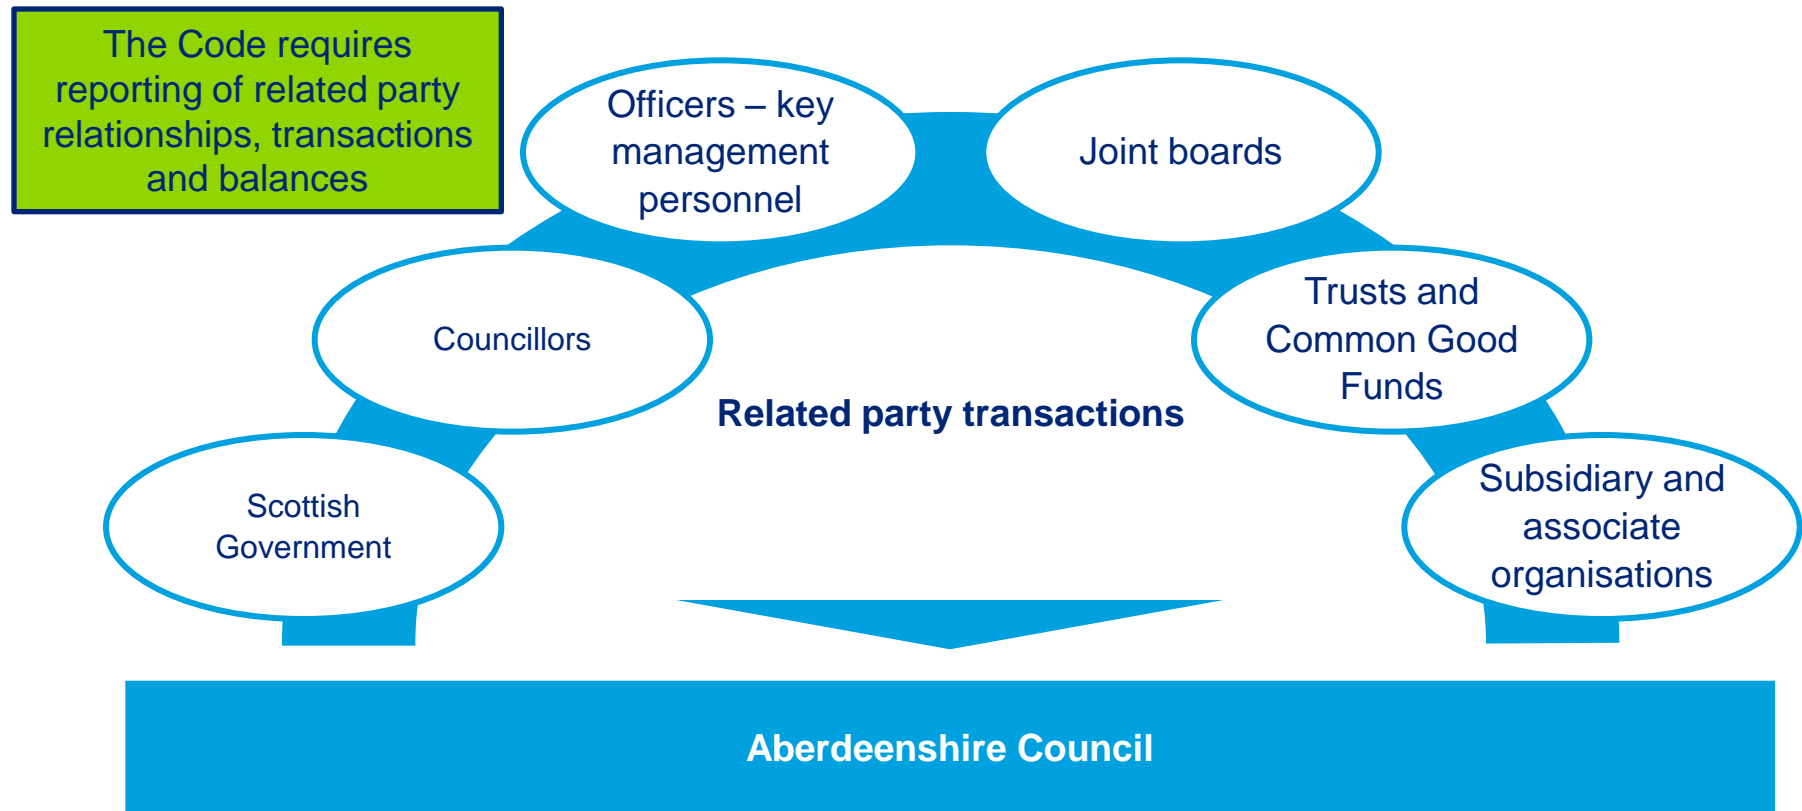 The Code requires
reporting of related party
relationships, transactions
and balances
Officers – key
management
personnel
Joint boards
Councillors
Trusts and
Common Good
Funds
Related party transactions
Scottish
Government
Subsidiary and
associate
organisations
Aberdeenshire Council